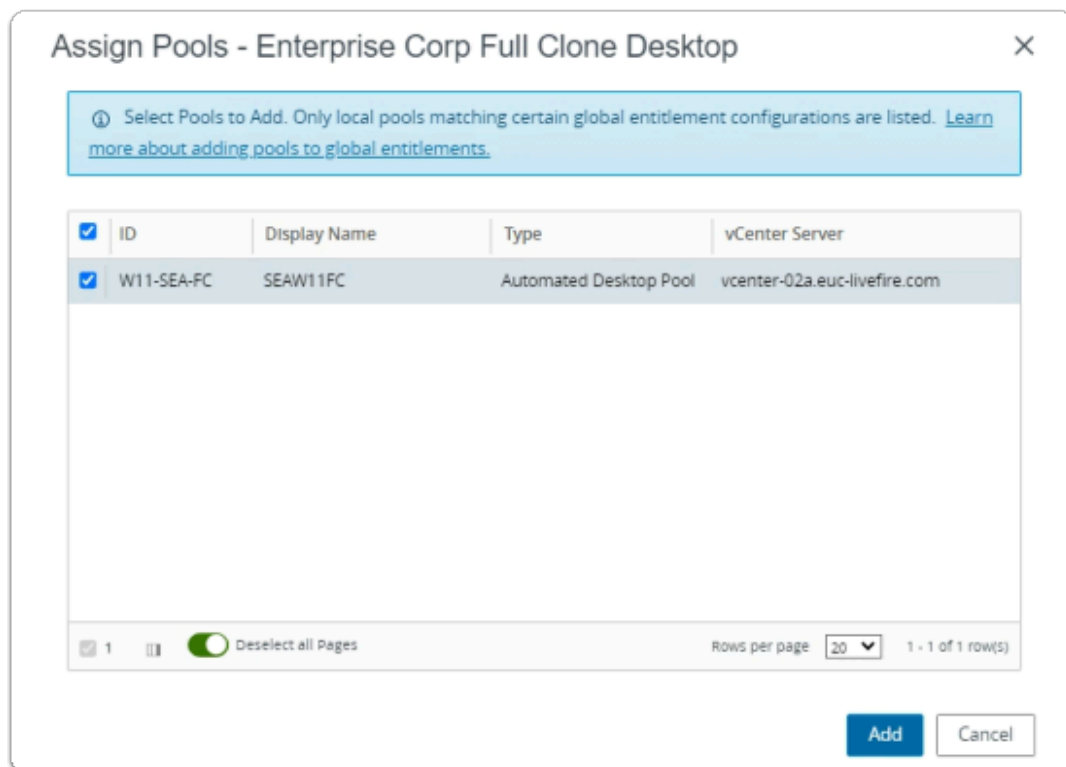 Assign Pools - Enterprise Corp Full Clone Desktop
Select Pools to Add. Only local pools matching certain global entitlement configurations are listed. Learn
more about adding pools to global entitlements.
ID Display Name Type vCenter Server
W11-SEA-FC SEAW11FC Automated Desktop Pool vcenter-02a.euc-livefire.com
1 Deselect all Pages Rows per page 20 1 - 1 of 1 row(s)
Add Cancel